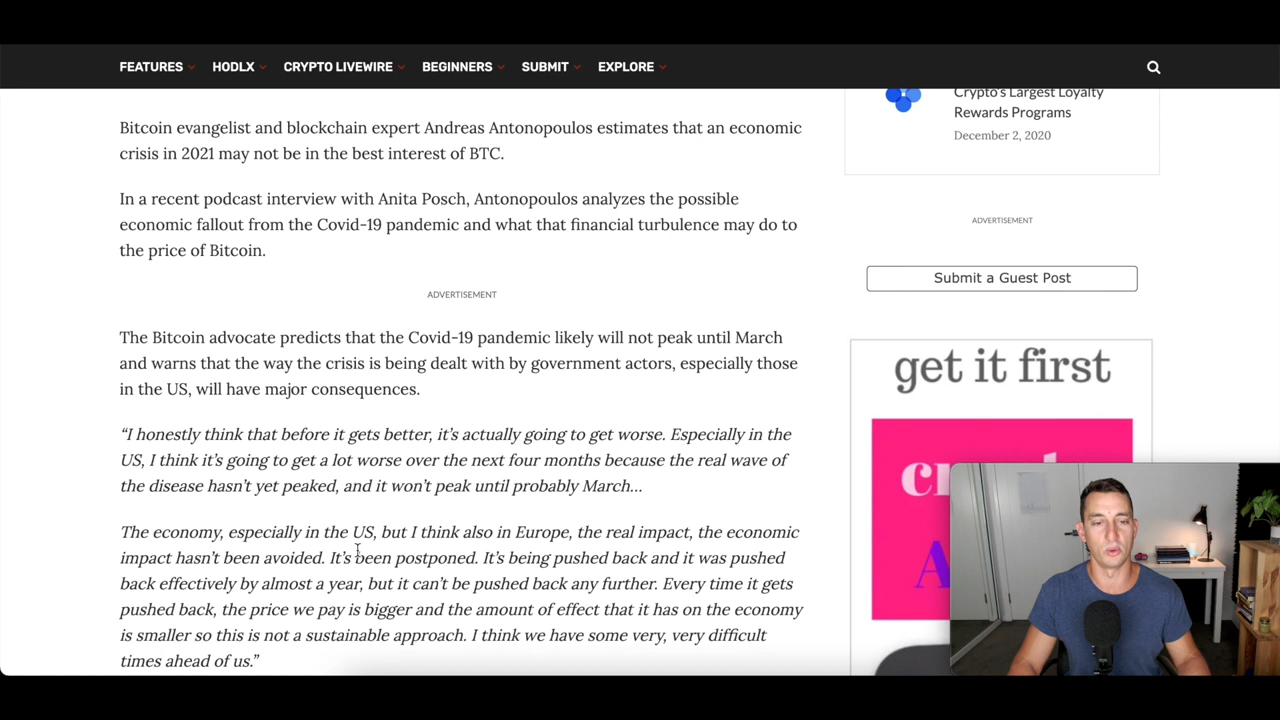 FEATURES HODLX CRYPTO LIVEWIRE BEGINNERS SUBMIT EXPLORE
Bitcoin evangelist and blockchain expert Andreas Antonopoulos estimates that an economic
crisis in 2021 may not be in the best interest of BTC.
In a recent podcast interview with Anita Posch, Antonopoulos analyzes the possible
economic fallout from the Covid-19 pandemic and what that financial turbulence may do to
the price of Bitcoin.
ADVERTISEMENT
The Bitcoin advocate predicts that the Covid-19 pandemic likely will not peak until March
and warns that the way the crisis is being dealt with by government actors, especially those
in the US, will have major consequences.
“I honestly think that before it gets better, it’s actually going to get worse. Especially in the
US, I think it’s going to get a lot worse over the next four months because the real wave of
the disease hasn’t yet peaked, and it won’t peak until probably March…
The economy, especially in the US, but I think also in Europe, the real impact, the economic
impact hasn’t been avoided. It’s been postponed. It’s being pushed back and it was pushed
back effectively by almost a year, but it can’t be pushed back any further. Every time it gets
pushed back, the price we pay is bigger and the amount of effect that it has on the economy
is smaller so this is not a sustainable approach. I think we have some very, very difficult
times ahead of us.”
Crypto’s Largest Loyalty
Rewards Programs
December 2, 2020
ADVERTISEMENT
Submit a Guest Post
get it first